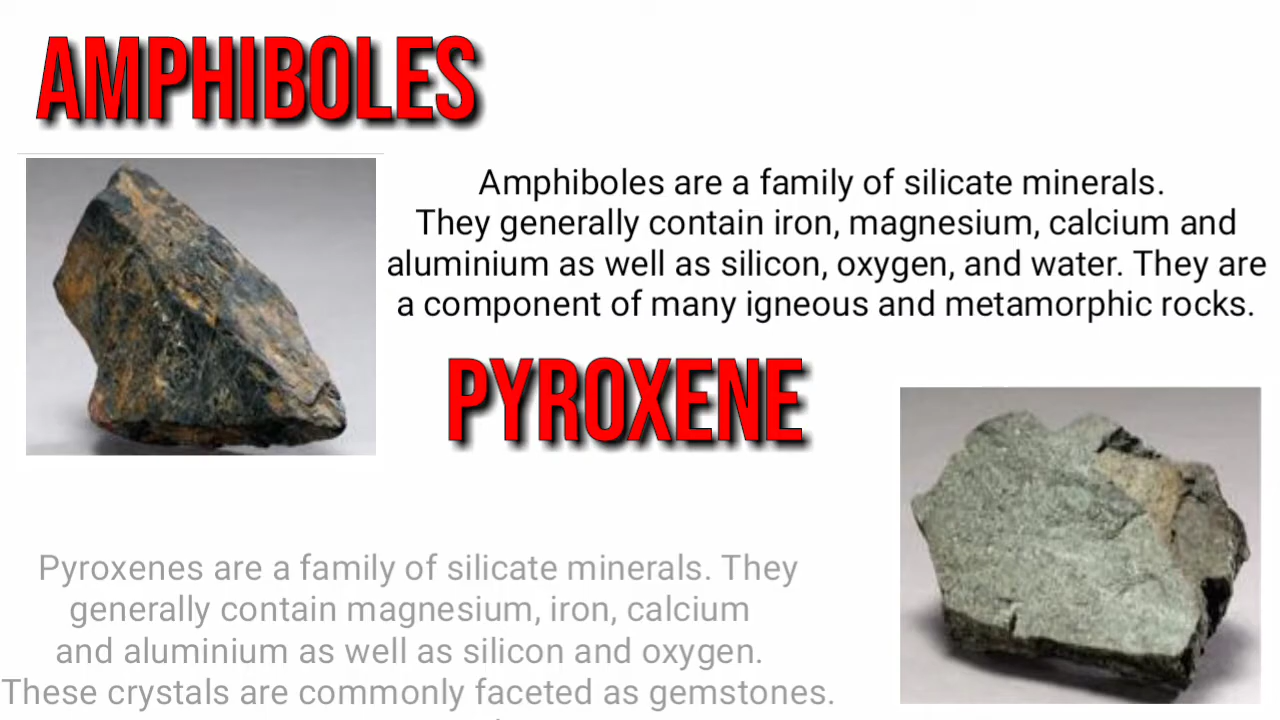 AMPHIBOLES
Amphiboles are a family of silicate minerals.
They generally contain iron, magnesium, calcium and
aluminium as well as silicon, oxygen, and water. They are
a component of many igneous and metamorphic rocks.
PYROXENE
Pyroxenes are a family of silicate minerals. They
generally contain magnesium, iron, calcium
and aluminium as well as silicon and oxygen.
These crystals are commonly faceted as gemstones.